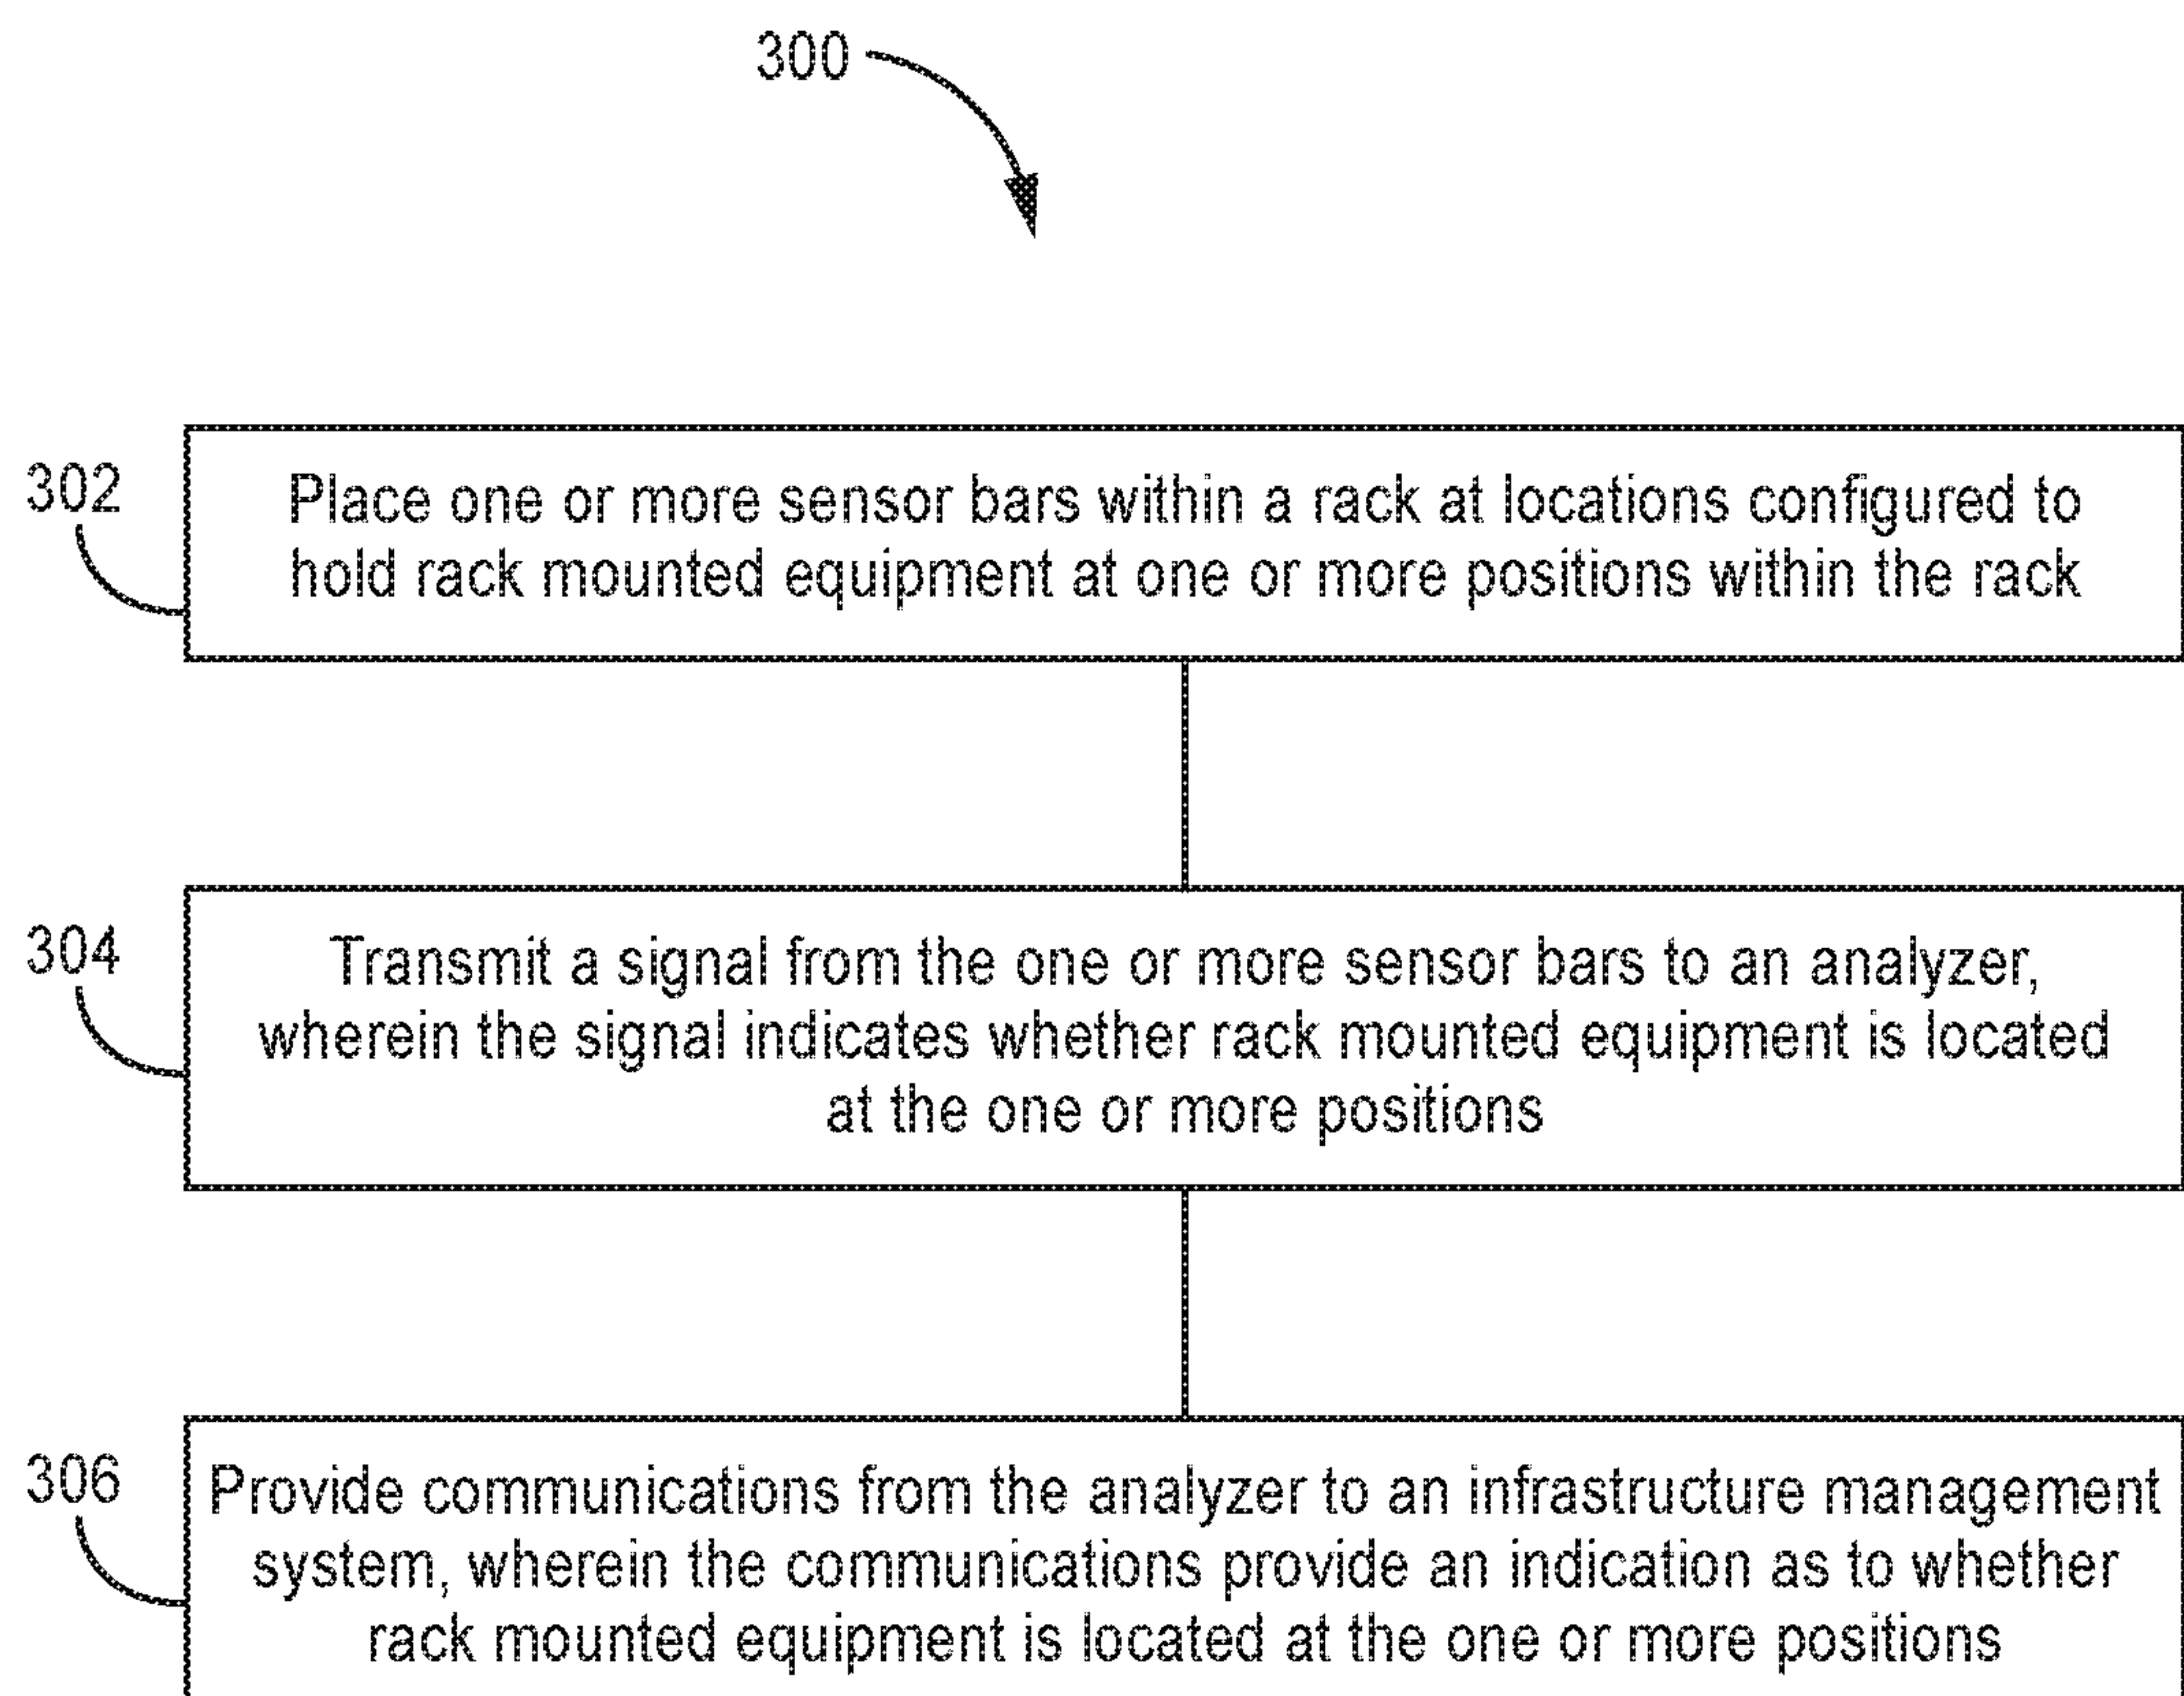 300
302
Place one or more sensor bars within a rack at locations configured to
hold rack mounted equipment at one or more positions within the rack
304
Transmit a signal from the one or more sensor bars to an analyzer,
wherein the signal indicates whether rack mounted equipment is located
at the one or more positions
306
Provide communications from the analyzer to an infrastructure management
system, wherein the communications provide an indication as to whether
rack mounted equipment is located at the one or more positions